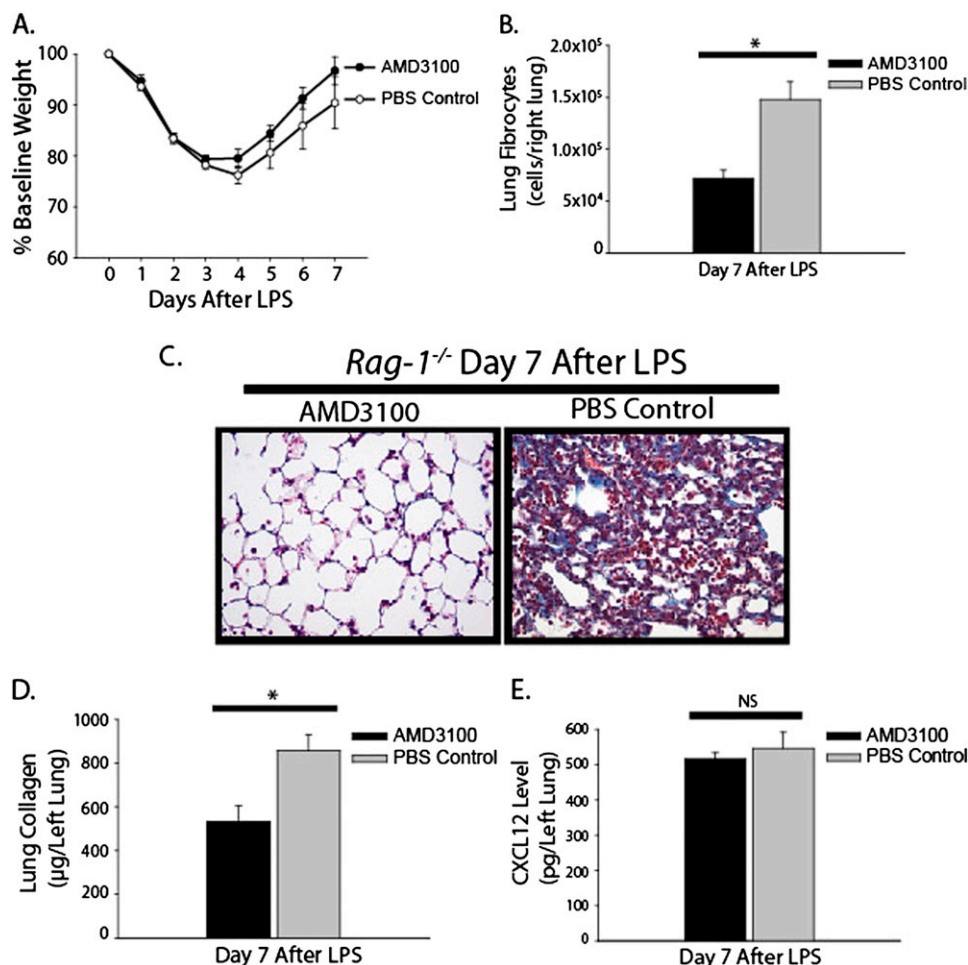 A.
% Baseline Weight
100
90
80
70
60
0 1 2 3 4 5 6 7
Days After LPS
AMD3100
PBS Control
B.
Lung Fibrocytes
(cells/right lung)
2.0x10⁵
1.5x10⁵
1x10⁵
5x10⁴
0
*
AMD3100
PBS Control
Day 7 After LPS
C.
Rag-1⁻/⁻ Day 7 After LPS
AMD3100
PBS Control
D.
Lung Collagen
(µg/Left Lung)
1000
800
600
400
200
0
*
AMD3100
PBS Control
Day 7 After LPS
E.
CXCL12 Level
(pg/Left Lung)
600
500
400
300
200
100
0
NS
AMD3100
PBS Control
Day 7 After LPS